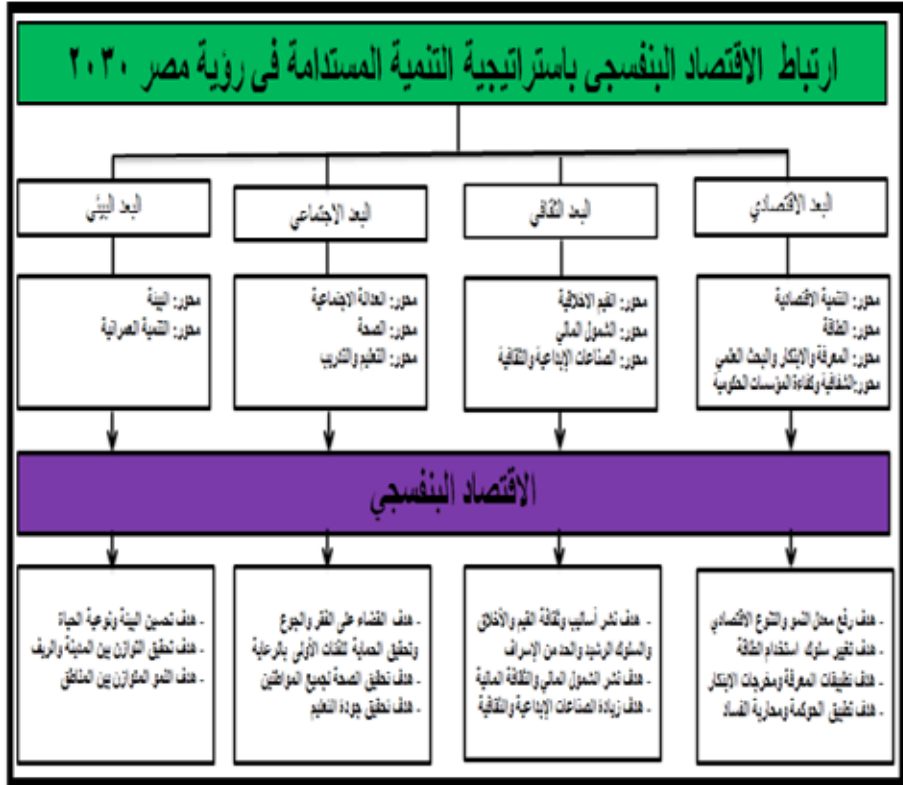 ارتباط الاقتصاد البنفسجى باستراتيجية التنمية المستدامة فى رؤية مصر ٢٠٣٠
البعد الاقتصادي
البعد الثقافي
البعد الاجتماعى
البعد البيئي
محور: التنمية الاقتصادية
محور: الطاقة
محور: المعرفة والابتكار والبحث العلمي
محور:الشفافية وكفاءة المؤسسات الحكومية
محور: القيم الاخلاقية
محور: الشمول المالي
محور: الصناعات الإبداعية والثقافية
محور: العدالة الاجتماعية
محور: الصحة
محور: التعليم والتدريب
محور: البيئة
محور: التنمية العمرانية
الاقتصاد البنفسجي
- هدف رفع معدل النمو والتنوع الاقتصادي
- هدف تغيير سلوك استخدام الطاقة
- هدف تطبيقات المعرفة ومخرجات الابتكار
- هدف تطبيق الحوكمة ومحاربة الفساد
- هدف نشر أساليب وثقافة القيم والأخلاق
والسلوك الرشيد والحد من الإسراف
- هدف نشر الشمول المالي والثقافة المالية
- هدف زيادة الصناعات الإبداعية والثقافية
- هدف القضاء على الفقر والجوع
وتحقيق الحماية للفئات الأولى بالرعاية
- هدف تحقيق الصحة لجميع المواطنين
- هدف تحقيق جودة التعليم
- هدف تحسين البيئة ونوعية الحياة
- هدف تحقيق التوازن بين المدينة والريف
- هدف النمو المتوازن بين المناطق